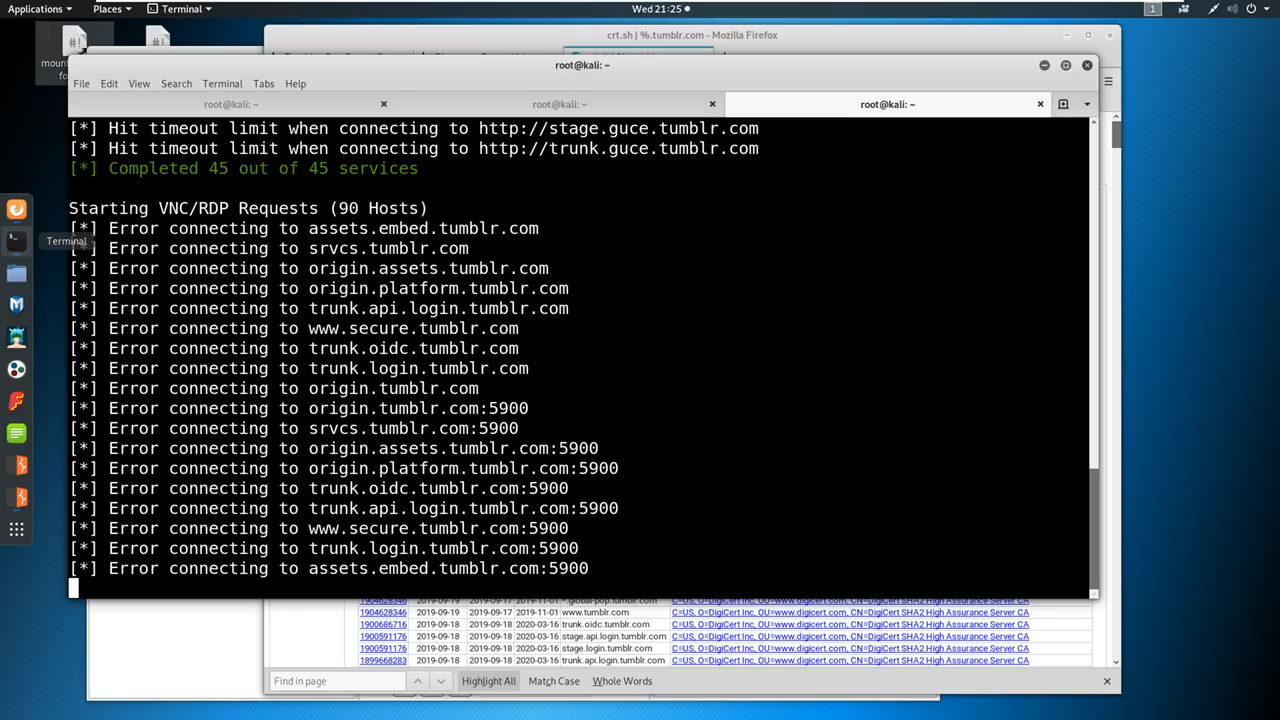 Applications
Places
Terminal
Wed 21:25
1
crt.sh | %.tumblr.com - Mozilla Firefox
root@kali: ~
File Edit View Search Terminal Tabs Help
root@kali: ~
root@kali: ~
root@kali: ~
[*] Hit timeout limit when connecting to http://stage.guce.tumblr.com
[*] Hit timeout limit when connecting to http://trunk.guce.tumblr.com
[*] Completed 45 out of 45 services
Starting VNC/RDP Requests (90 Hosts)
[*] Error connecting to assets.embed.tumblr.com
[*] Error connecting to srvcs.tumblr.com
[*] Error connecting to origin.assets.tumblr.com
[*] Error connecting to origin.platform.tumblr.com
[*] Error connecting to trunk.api.login.tumblr.com
[*] Error connecting to www.secure.tumblr.com
[*] Error connecting to trunk.oidc.tumblr.com
[*] Error connecting to trunk.login.tumblr.com
[*] Error connecting to origin.tumblr.com
[*] Error connecting to origin.tumblr.com:5900
[*] Error connecting to srvcs.tumblr.com:5900
[*] Error connecting to origin.assets.tumblr.com:5900
[*] Error connecting to origin.platform.tumblr.com:5900
[*] Error connecting to trunk.oidc.tumblr.com:5900
[*] Error connecting to trunk.api.login.tumblr.com:5900
[*] Error connecting to www.secure.tumblr.com:5900
[*] Error connecting to trunk.login.tumblr.com:5900
[*] Error connecting to assets.embed.tumblr.com:5900
Terminal
#!
#!
moun
fo
1904628346 2019-09-19 2019-09-17 2019-11-01 *.global-pop.tumblr.com C=US, O=DigiCert Inc, OU=www.digicert.com, CN=DigiCert SHA2 High Assurance Server CA
1904628346 2019-09-19 2019-09-17 2019-11-01 www.tumblr.com C=US, O=DigiCert Inc, OU=www.digicert.com, CN=DigiCert SHA2 High Assurance Server CA
1900686716 2019-09-18 2019-09-18 2020-03-16 trunk.oidc.tumblr.com C=US, O=DigiCert Inc, OU=www.digicert.com, CN=DigiCert SHA2 High Assurance Server CA
1900591176 2019-09-18 2019-09-18 2020-03-16 stage.api.login.tumblr.com C=US, O=DigiCert Inc, OU=www.digicert.com, CN=DigiCert SHA2 High Assurance Server CA
1900591176 2019-09-18 2019-09-18 2020-03-16 stage.login.tumblr.com C=US, O=DigiCert Inc, OU=www.digicert.com, CN=DigiCert SHA2 High Assurance Server CA
1899668283 2019-09-18 2019-09-18 2020-03-16 trunk.api.login.tumblr.com C=US, O=DigiCert Inc, OU=www.digicert.com, CN=DigiCert SHA2 High Assurance Server CA
Find in page
Highlight All
Match Case
Whole Words